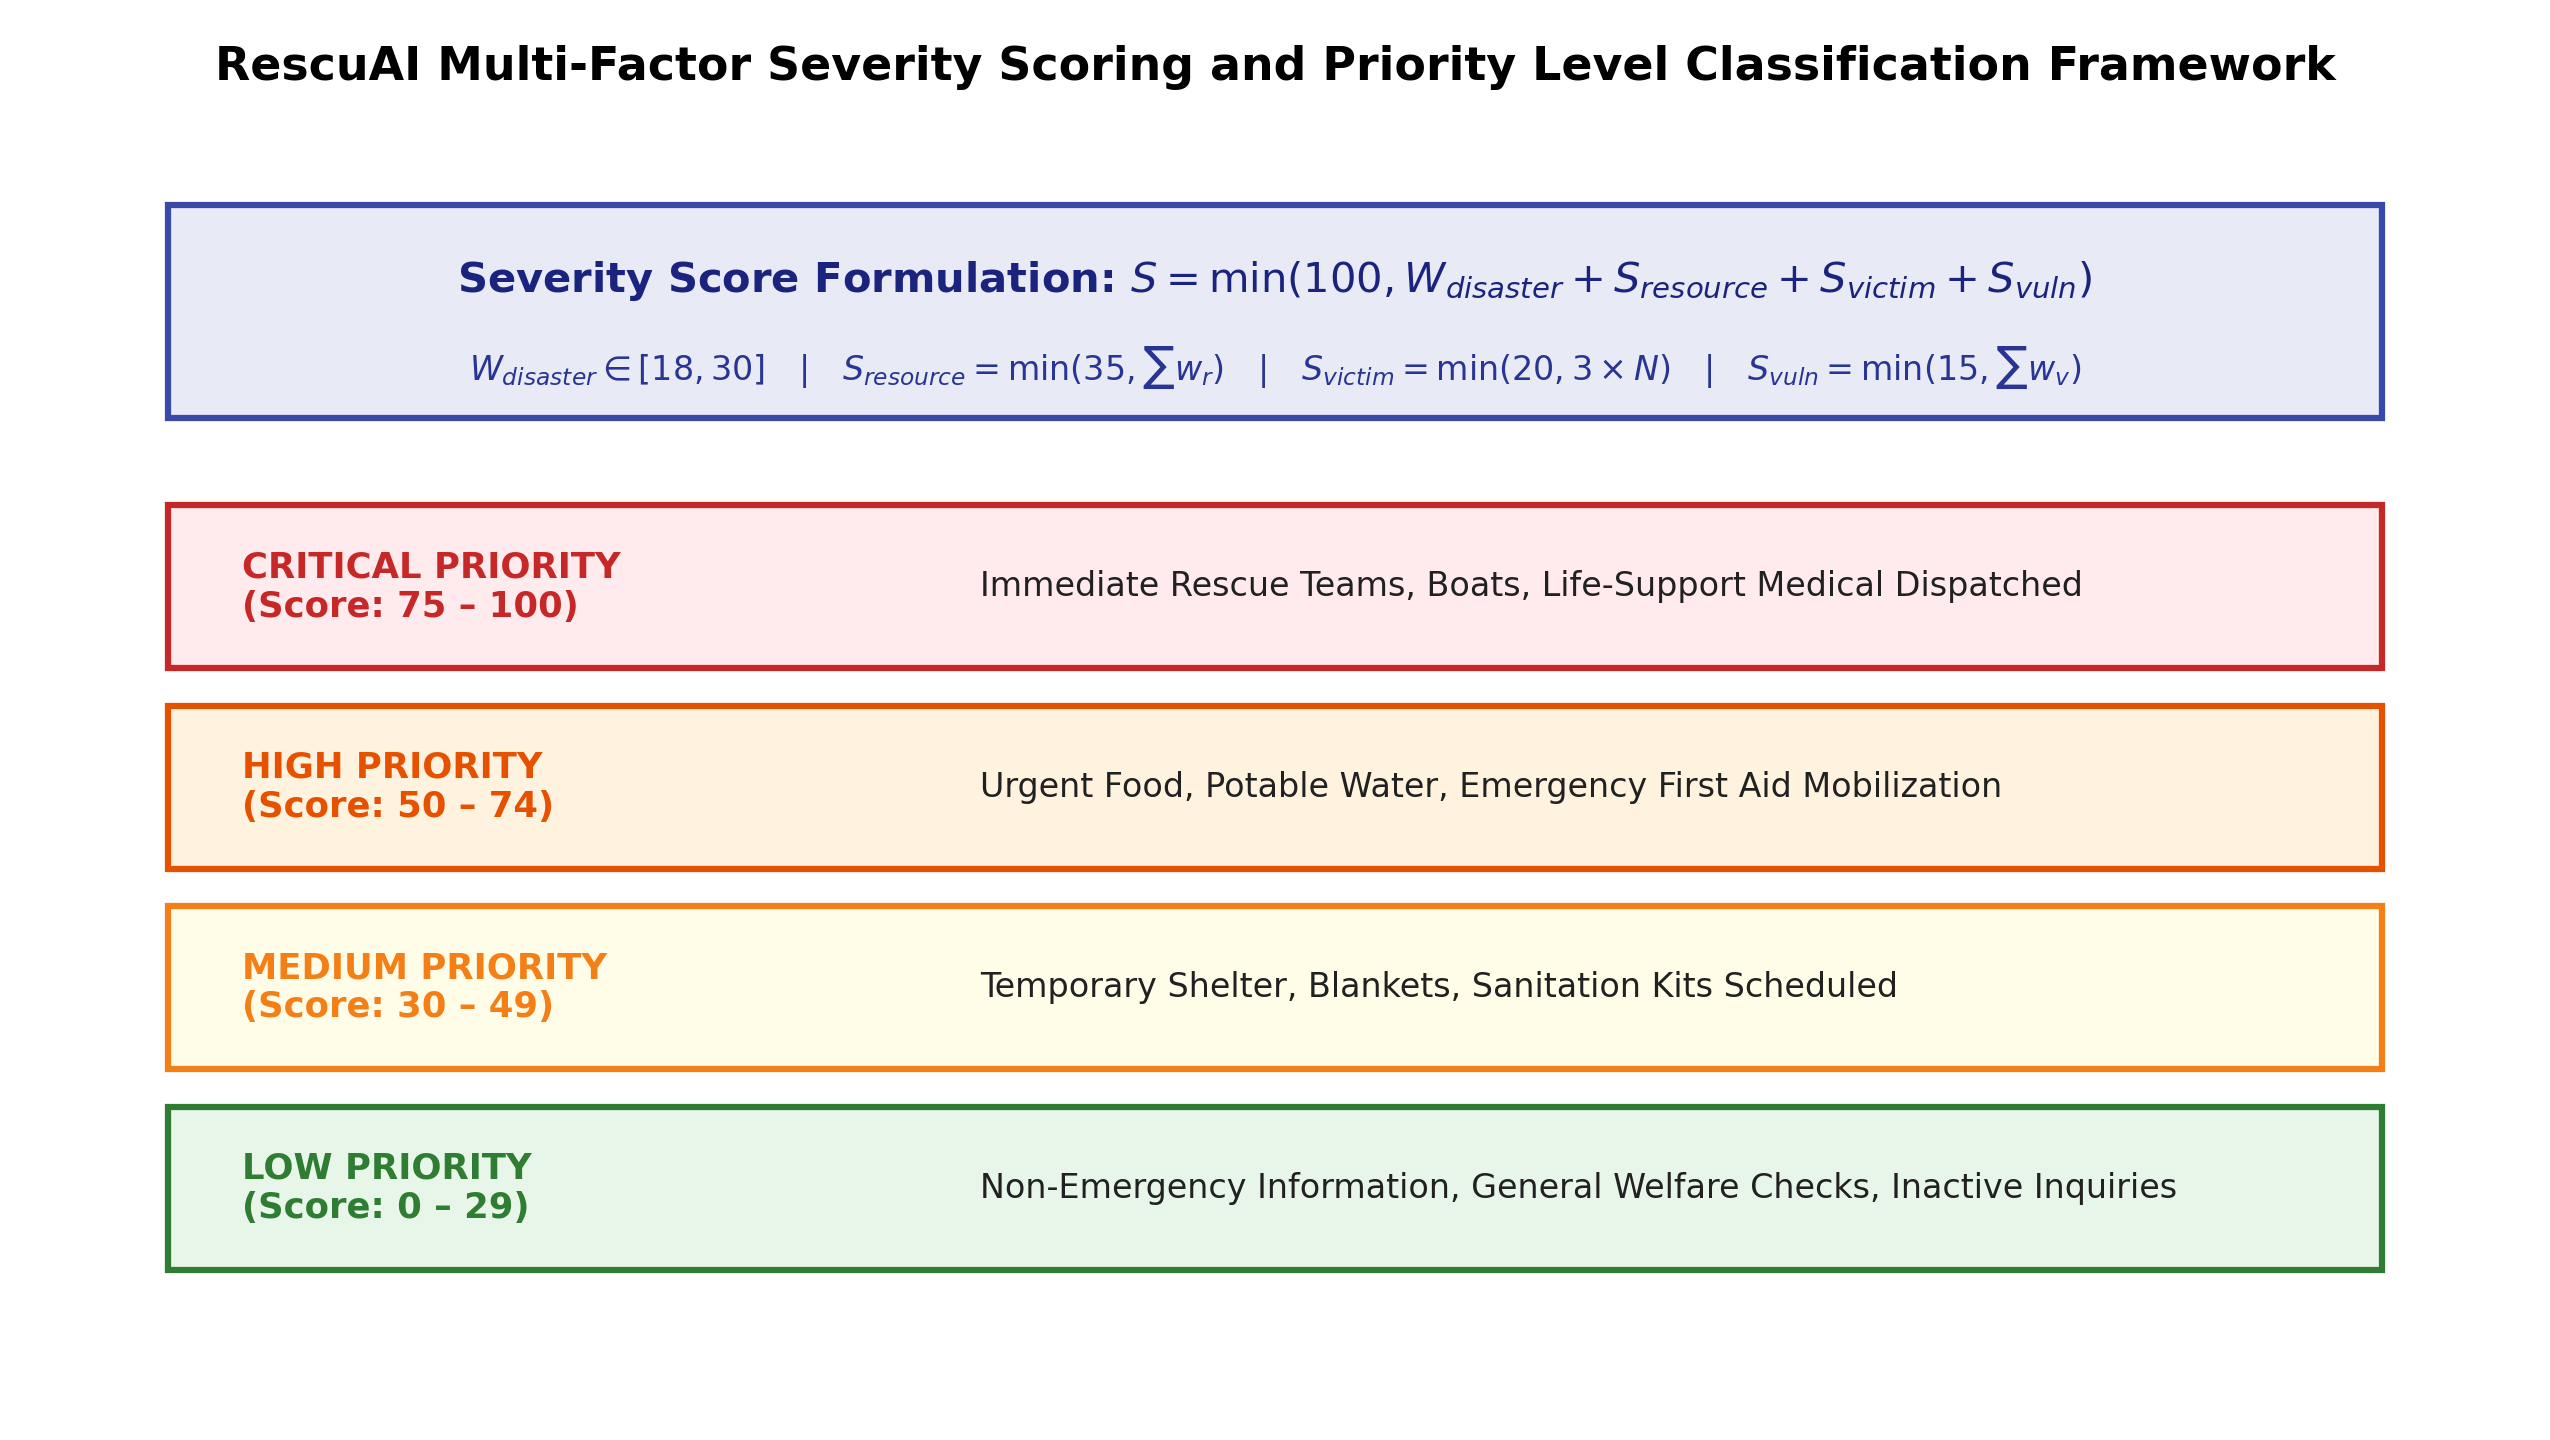 RescuAI Multi-Factor Severity Scoring and Priority Level Classification Framework
Severity Score Formulation: S = min(100, W_disaster + S_resource + S_victim + S_vuln)
W_disaster ∈ [18, 30] | S_resource = min(35, ∑ w_r) | S_victim = min(20, 3 × N) | S_vuln = min(15, ∑ w_v)
CRITICAL PRIORITY
(Score: 75 – 100)
Immediate Rescue Teams, Boats, Life-Support Medical Dispatched
HIGH PRIORITY
(Score: 50 – 74)
Urgent Food, Potable Water, Emergency First Aid Mobilization
MEDIUM PRIORITY
(Score: 30 – 49)
Temporary Shelter, Blankets, Sanitation Kits Scheduled
LOW PRIORITY
(Score: 0 – 29)
Non-Emergency Information, General Welfare Checks, Inactive Inquiries